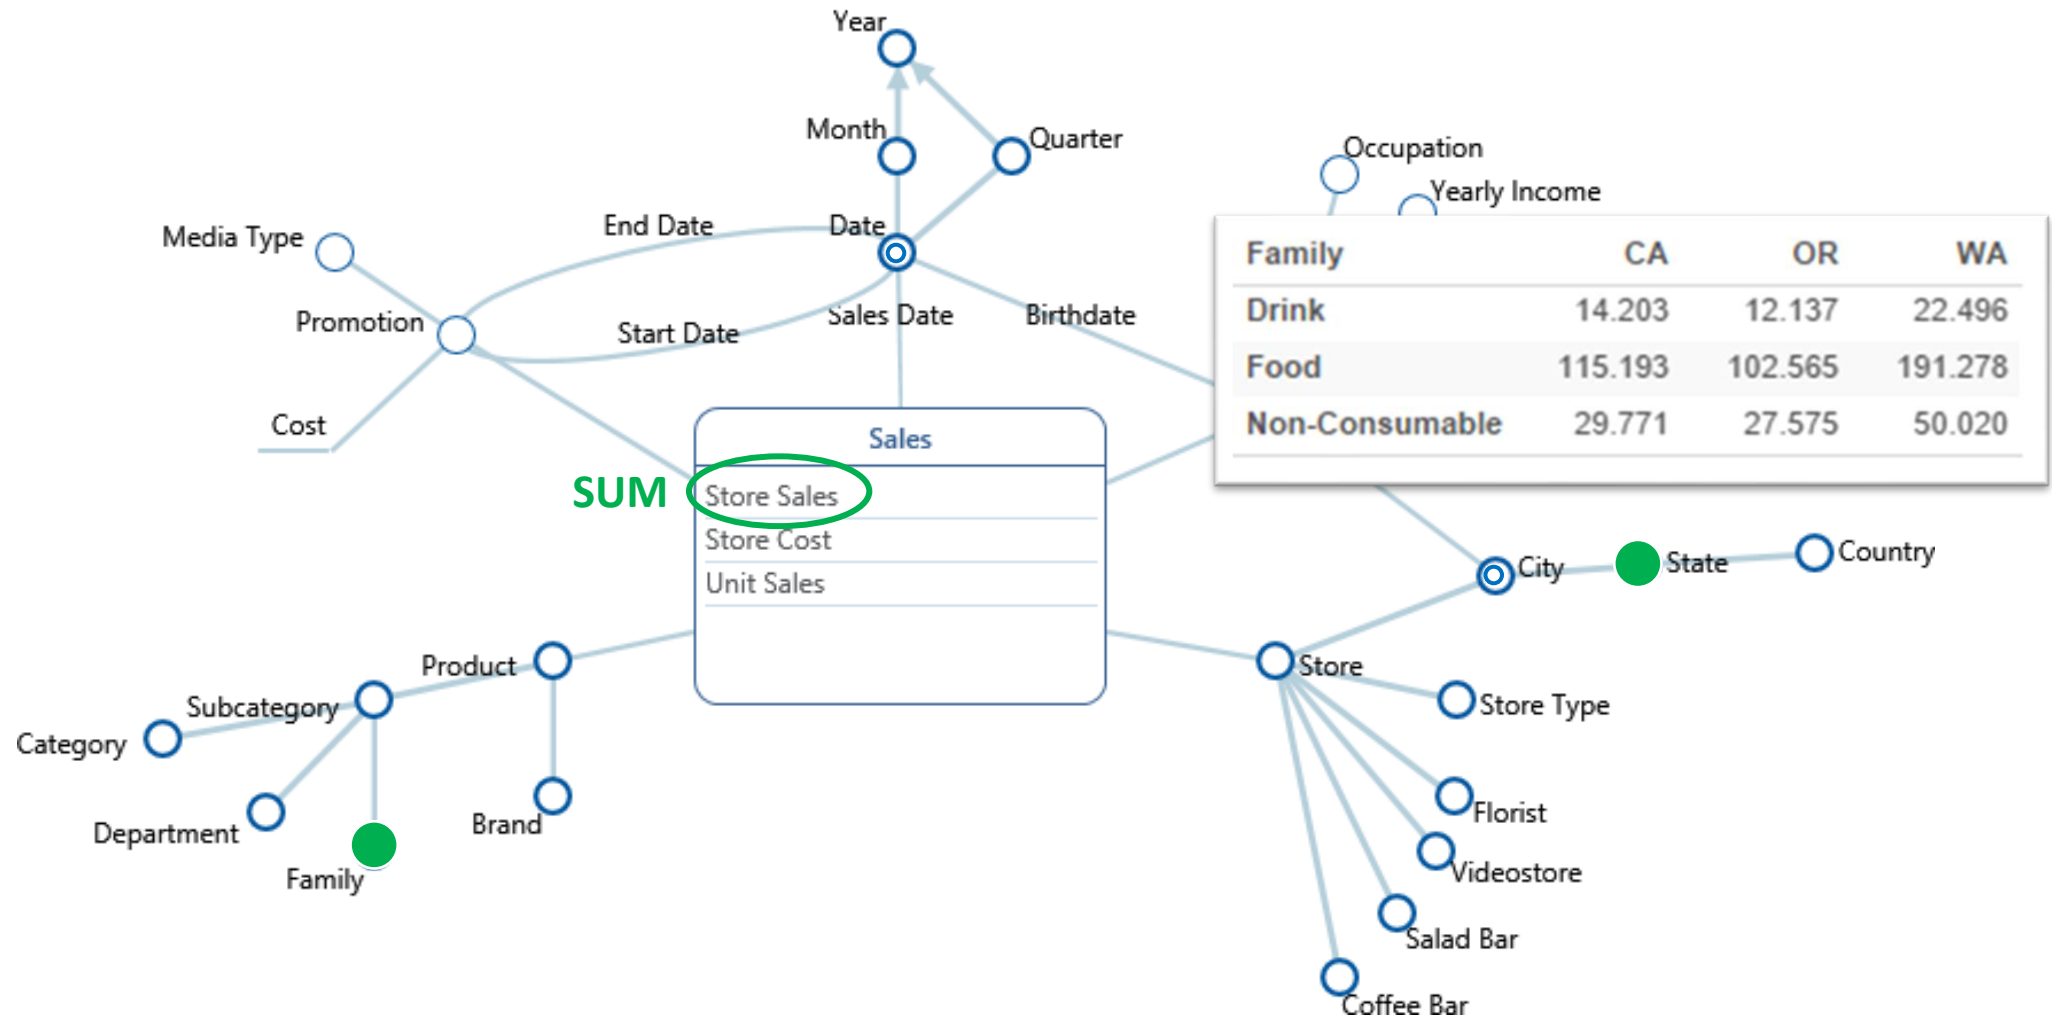 Year
Month
Quarter
Occupation
Yearly Income
Media Type
End Date
Date
Promotion
Start Date
Sales Date
Birthdate
Cost
Family CA OR WA
Drink 14.203 12.137 22.496
Food 115.193 102.565 191.278
Non-Consumable 29.771 27.575 50.020
Sales
SUM
Store Sales
Store Cost
Unit Sales
City
State
Country
Product
Store
Subcategory
Category
Store Type
Department
Brand
Family
Florist
Videostore
Salad Bar
Coffee Bar